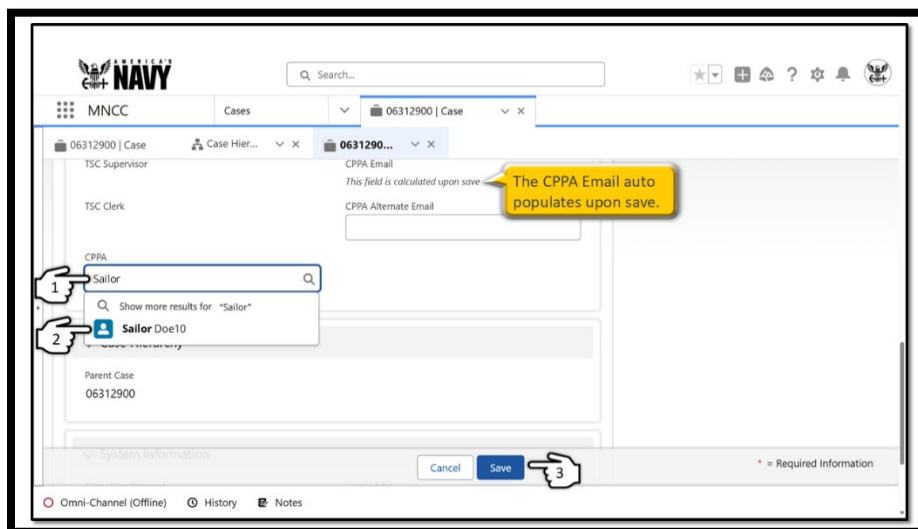 AMERICA'S
NAVY
Search...
MNCC
Cases
06312900 | Case
06312900 | Case
Case Hier...
0631290...
TSC Supervisor
CPPA Email
This field is calculated upon save
The CPPA Email auto
populates upon save.
TSC Clerk
CPPA Alternate Email
CPPA
1
Sailor
Show more results for "Sailor"
2
Sailor Doe10
Case Hierarchy
Parent Case
06312900
System Information
Cancel
Save
3
* = Required Information
Omni-Channel (Offline)
History
Notes